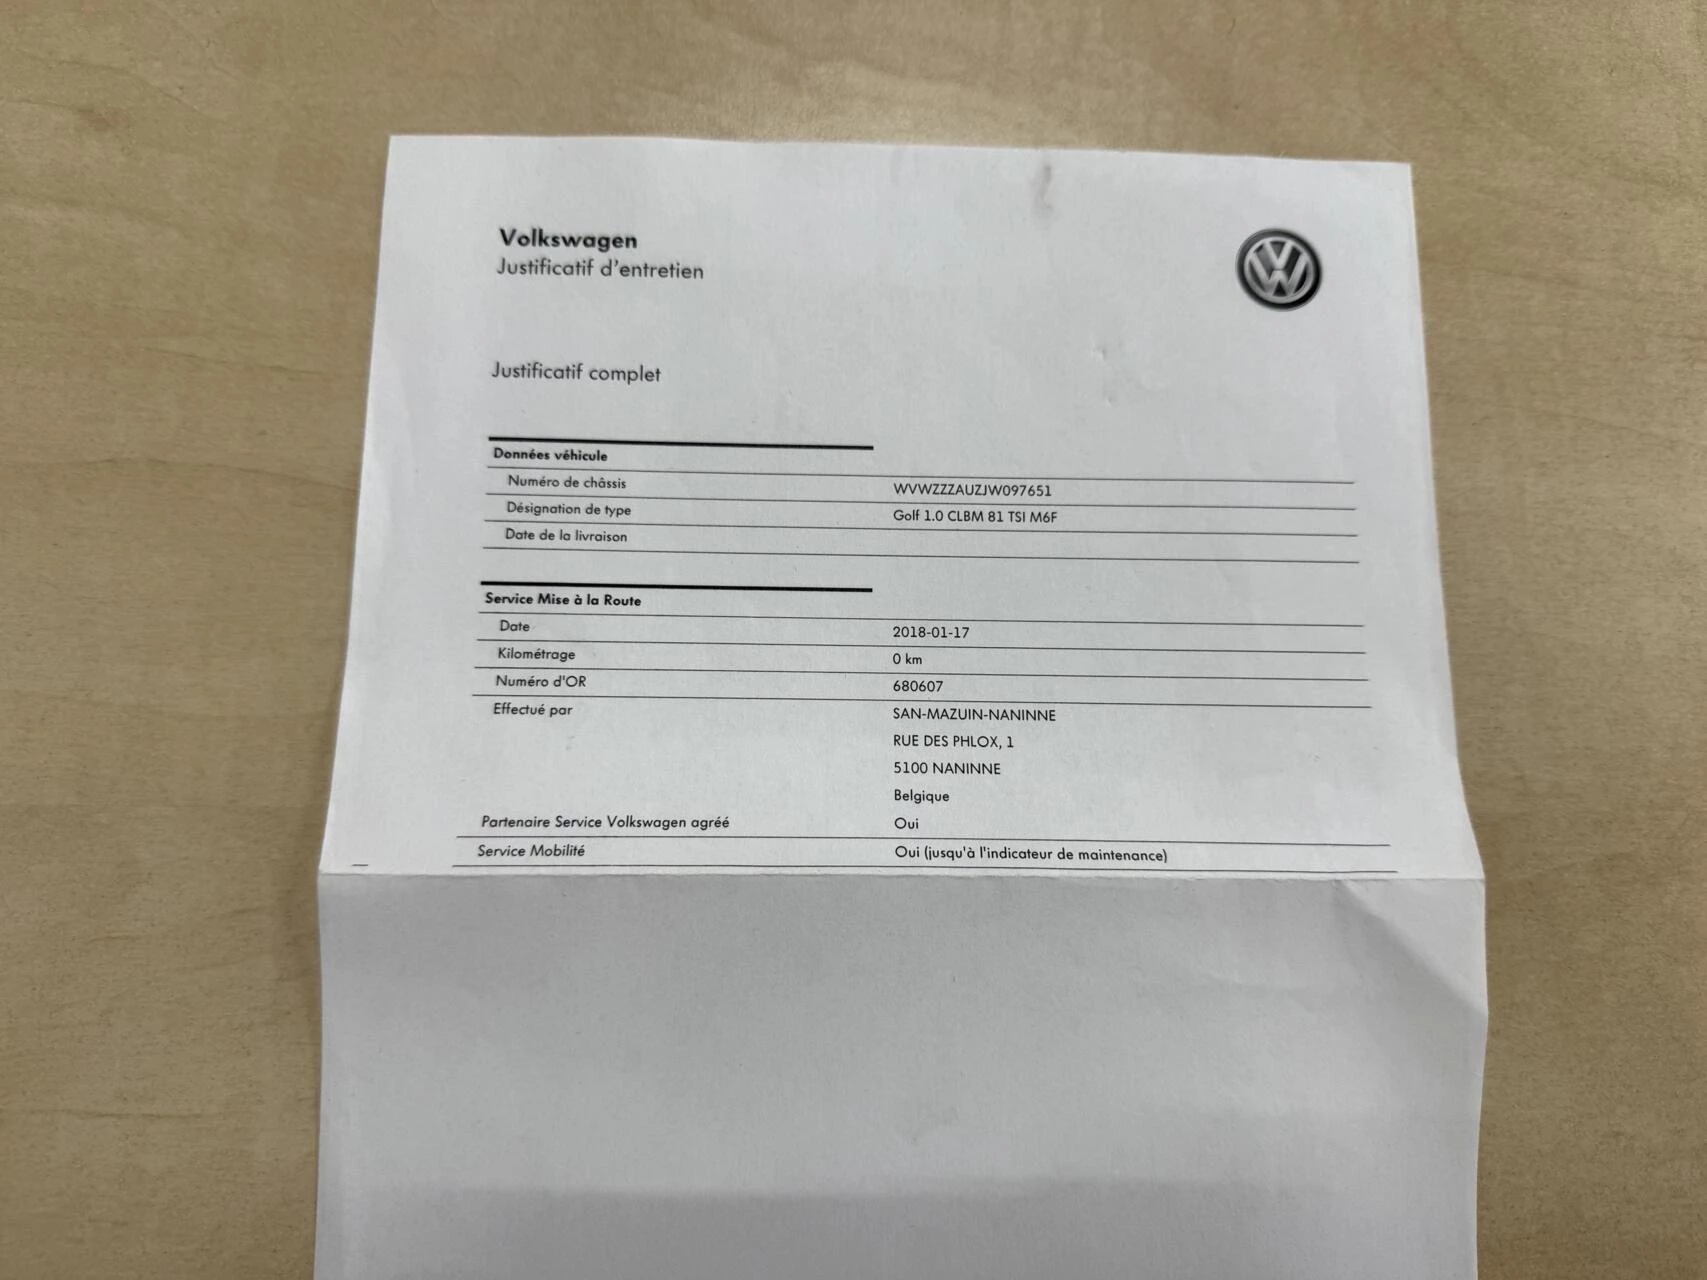 Volkswagen
Justificatif d'entretien
Justificatif complet
Données véhicule
Numéro de châssis WVWZZZAUZJW097651
Désignation de type Golf 1.0 CLBM 81 TSI M6F
Date de la livraison
Service Mise à la Route
Date 2018-01-17
Kilométrage 0 km
Numéro d'OR 680607
Effectué par SAN-MAZUIN-NANINNE
RUE DES PHLOX, 1
5100 NANINNE
Belgique
Partenaire Service Volkswagen agréé Oui
Service Mobilité Oui (jusqu'à l'indicateur de maintenance)